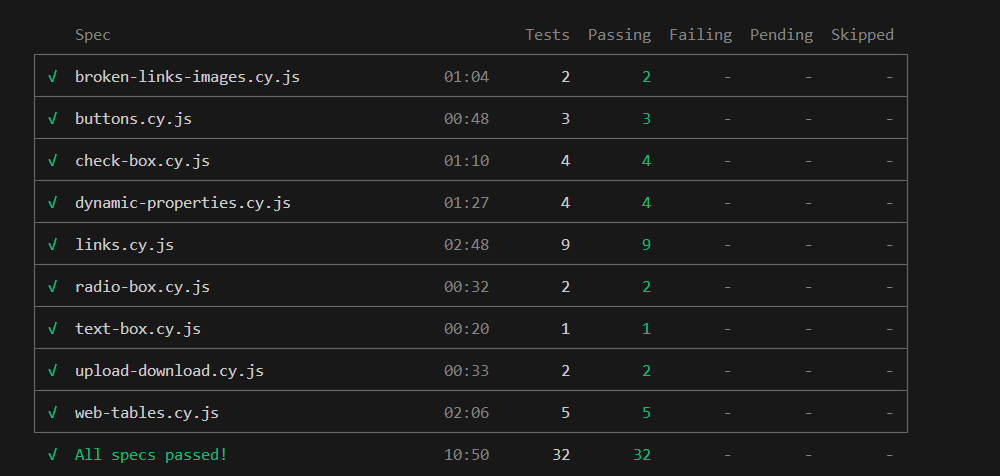 Spec Tests Passing Failing Pending Skipped
√ broken-links-images.cy.js 01:04 2 2 - - -
√ buttons.cy.js 00:48 3 3 - - -
√ check-box.cy.js 01:10 4 4 - - -
√ dynamic-properties.cy.js 01:27 4 4 - - -
√ links.cy.js 02:48 9 9 - - -
√ radio-box.cy.js 00:32 2 2 - - -
√ text-box.cy.js 00:20 1 1 - - -
√ upload-download.cy.js 00:33 2 2 - - -
√ web-tables.cy.js 02:06 5 5 - - -
√ All specs passed! 10:50 32 32 - - -